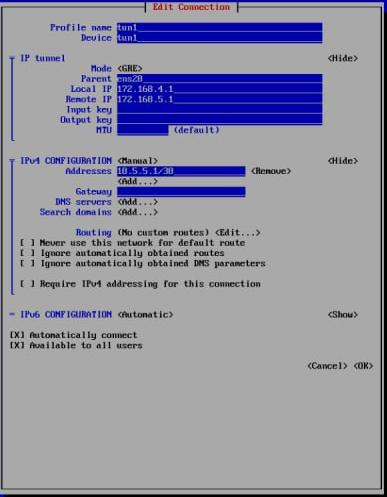 Edit Connection
Profile name tun1
Device tun1
IP tunnel <Hide>
Mode <GRE>
Parent ens20
Local IP 172.168.4.1
Remote IP 172.168.5.1
Input key
Output key
MTU (default)
IPv4 CONFIGURATION <Manual> <Hide>
Addresses 10.5.5.1/30 <Remove>
<Add...>
Gateway
DNS servers <Add...>
Search domains <Add...>
Routing (No custom routes) <Edit...>
[ ] Never use this network for default route
[ ] Ignore automatically obtained routes
[ ] Ignore automatically obtained DNS parameters
[ ] Require IPv4 addressing for this connection
IPv6 CONFIGURATION <Automatic> <Show>
[X] Automatically connect
[X] Available to all users
<Cancel> <OK>